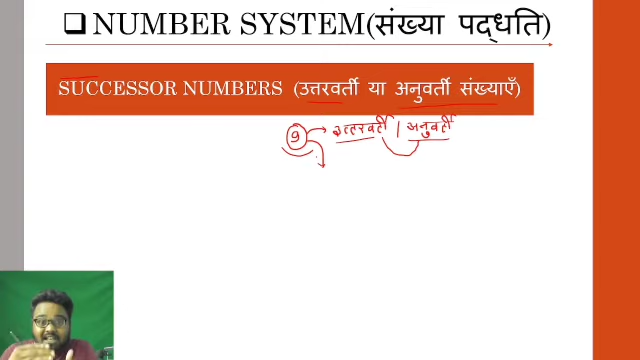 ❑ NUMBER SYSTEM(संख्या पद्धति)
SUCCESSOR NUMBERS (उत्तरवर्ती या अनुवर्ती संख्याएँ)
9 → उत्तरवर्ती / अनुवर्ती